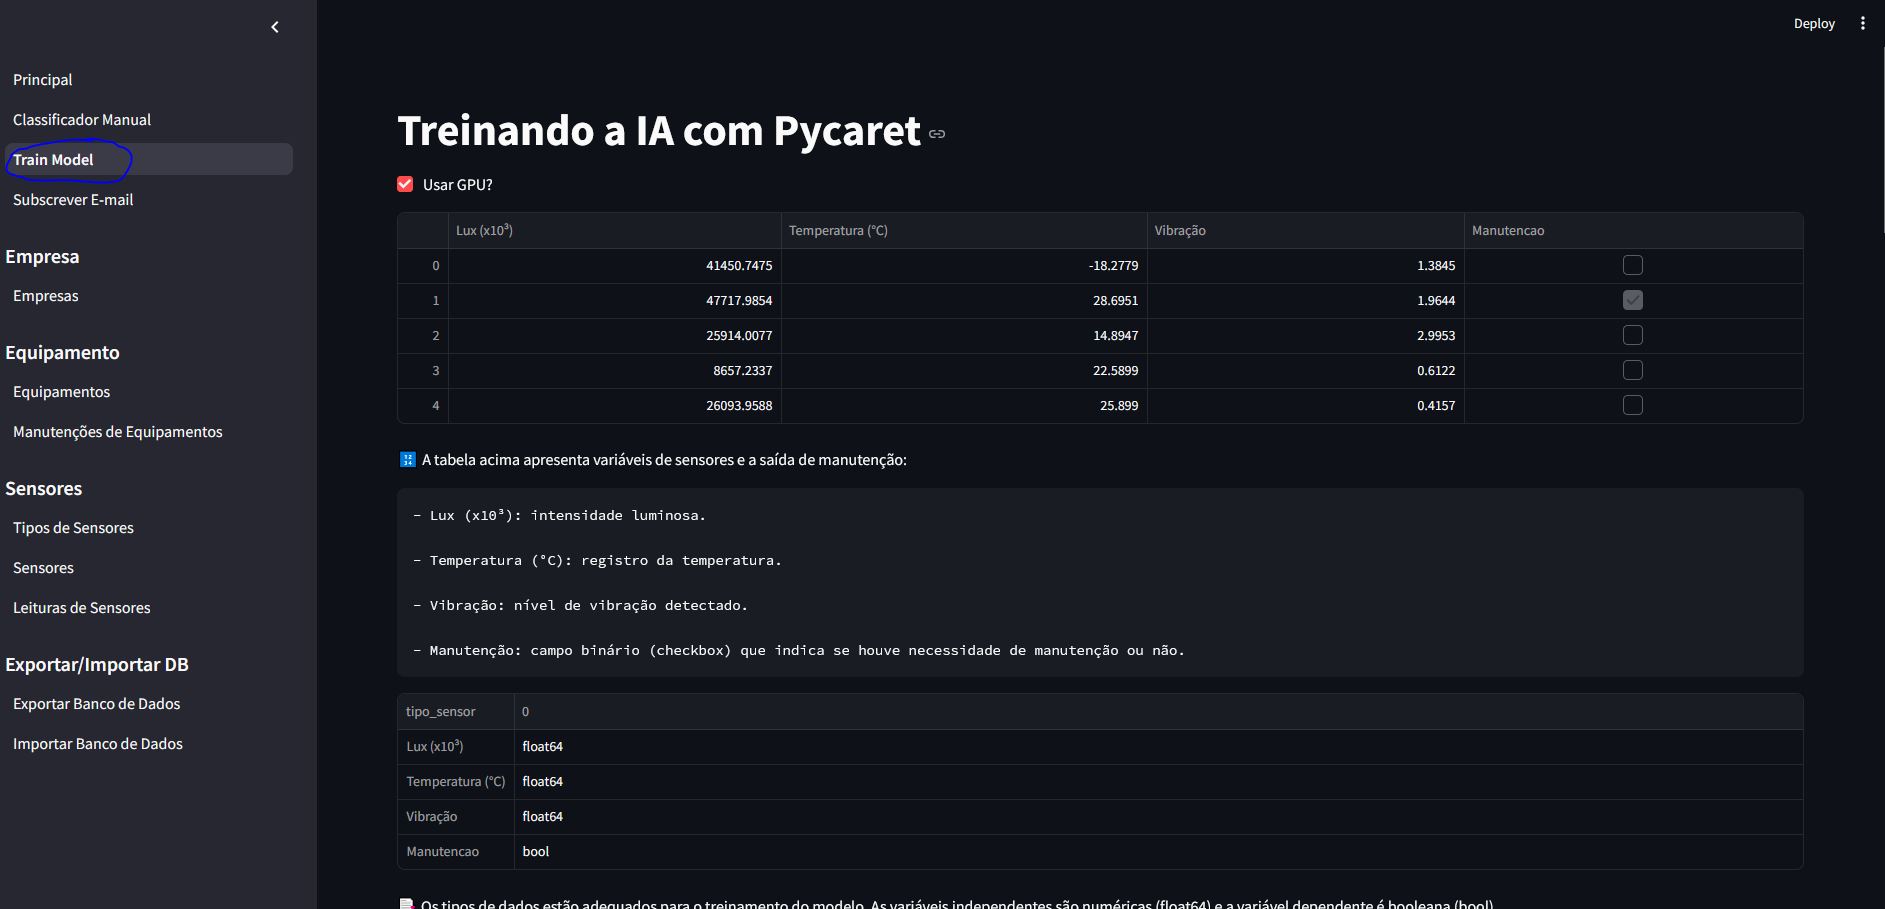 Deploy
Principal
Classificador Manual
Train Model
Subscrever E-mail
Empresa
Empresas
Equipamento
Equipamentos
Manutenções de Equipamentos
Sensores
Tipos de Sensores
Sensores
Leituras de Sensores
Exportar/Importar DB
Exportar Banco de Dados
Importar Banco de Dados
Treinando a IA com Pycaret
Usar GPU?
Lux (x10³) Temperatura (°C) Vibração Manutencao
0 41450.7475 -18.2779 1.3845
1 47717.9854 28.6951 1.9644
2 25914.0077 14.8947 2.9953
3 8657.2337 22.5899 0.6122
4 26093.9588 25.899 0.4157
🔢 A tabela acima apresenta variáveis de sensores e a saída de manutenção:
- Lux (x10³): intensidade luminosa.
- Temperatura (°C): registro da temperatura.
- Vibração: nível de vibração detectado.
- Manutenção: campo binário (checkbox) que indica se houve necessidade de manutenção ou não.
tipo_sensor 0
Lux (x10³) float64
Temperatura (°C) float64
Vibração float64
Manutencao bool
Os tipos de dados estão adequados para o treinamento do modelo. As variáveis independentes são numéricas (float64) e a variável dependente é booleana (bool)